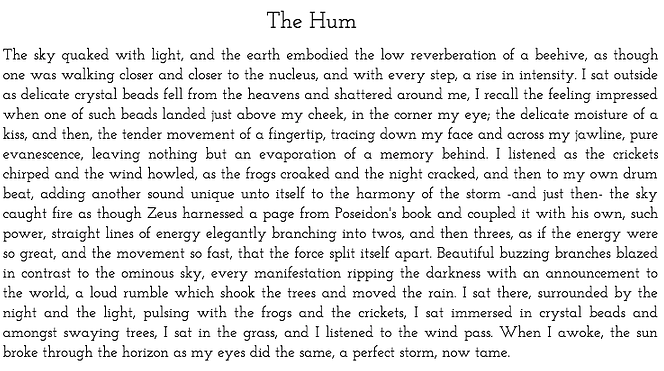 The Hum
The sky quaked with light, and the earth embodied the low reverberation of a beehive, as though
one was walking closer and closer to the nucleus, and with every step, a rise in intensity. I sat outside
as delicate crystal beads fell from the heavens and shattered around me, I recall the feeling impressed
when one of such beads landed just above my cheek, in the corner my eye; the delicate moisture of a
kiss, and then, the tender movement of a fingertip, tracing down my face and across my jawline, pure
evanescence, leaving nothing but an evaporation of a memory behind. I listened as the crickets
chirped and the wind howled, as the frogs croaked and the night cracked, and then to my own drum
beat, adding another sound unique unto itself to the harmony of the storm -and just then- the sky
caught fire as though Zeus harnessed a page from Poseidon's book and coupled it with his own, such
power, straight lines of energy elegantly branching into twos, and then threes, as if the energy were
so great, and the movement so fast, that the force split itself apart. Beautiful buzzing branches blazed
in contrast to the ominous sky, every manifestation ripping the darkness with an announcement to
the world, a loud rumble which shook the trees and moved the rain. I sat there, surrounded by the
night and the light, pulsing with the frogs and the crickets, I sat immersed in crystal beads and
amongst swaying trees, I sat in the grass, and I listened to the wind pass. When I awoke, the sun
broke through the horizon as my eyes did the same, a perfect storm, now tame.